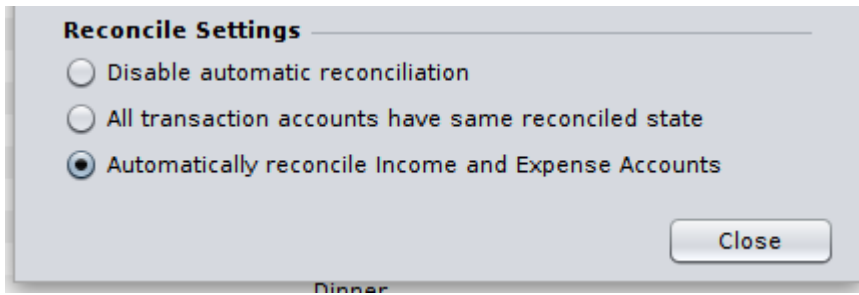 Reconcile Settings
Disable automatic reconciliation
All transaction accounts have same reconciled state
Automatically reconcile Income and Expense Accounts
Close
Dinner